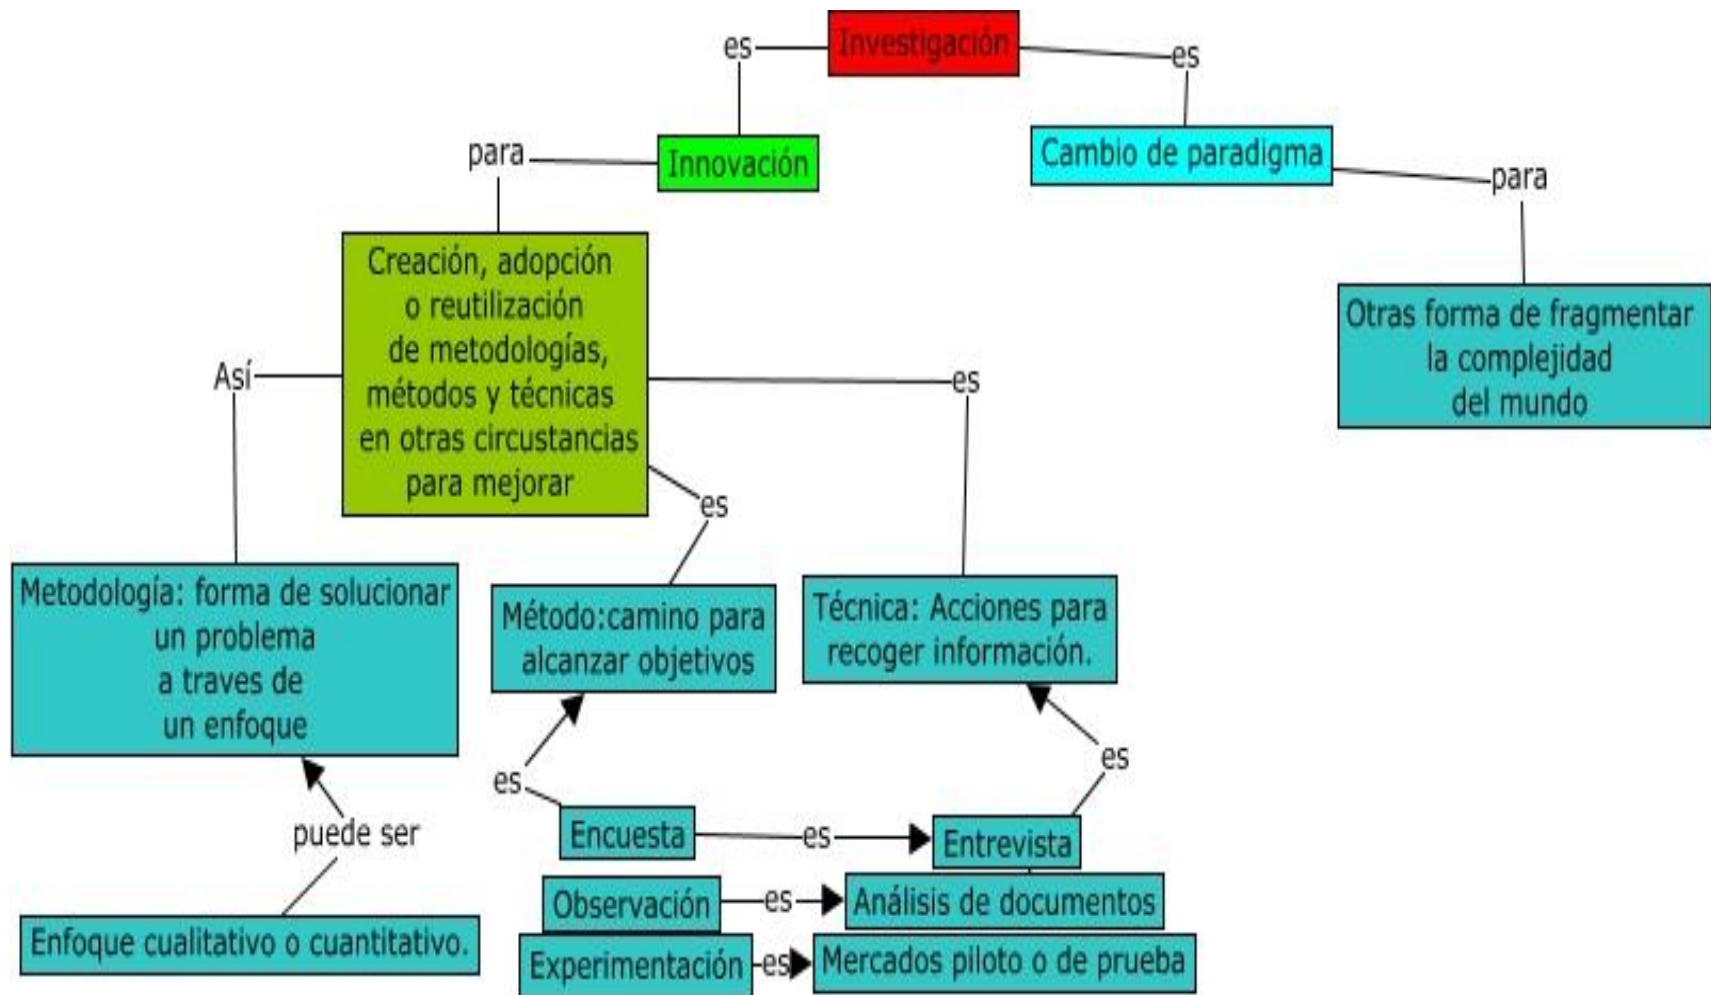 Investigación
es
es
Innovación
Cambio de paradigma
para
para
Creación, adopción
o reutilización
de metodologías,
métodos y técnicas
en otras circustancias
para mejorar
Otras forma de fragmentar
la complejidad
del mundo
Así
es
es
Metodología: forma de solucionar
un problema
a traves de
un enfoque
Método:camino para
alcanzar objetivos
Técnica: Acciones para
recoger información.
puede ser
es
es
Enfoque cualitativo o cuantitativo.
Encuesta
es
Entrevista
Observación
es
Análisis de documentos
Experimentación
es
Mercados piloto o de prueba